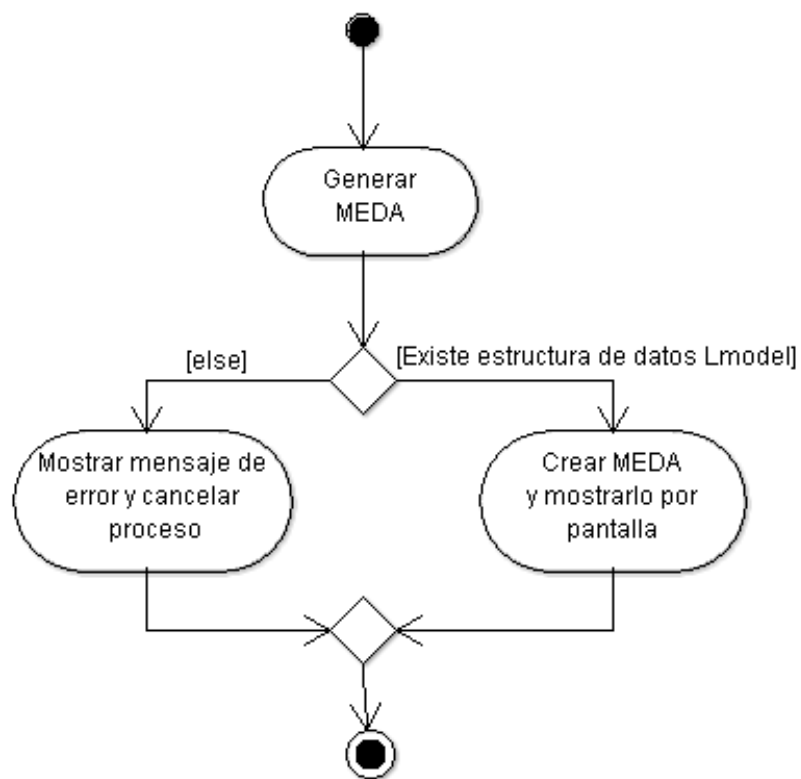 Generar
MEDA
[else]
[Existe estructura de datos Lmodel]
Mostrar mensaje de
error y cancelar
proceso
Crear MEDA
y mostrarlo por
pantalla